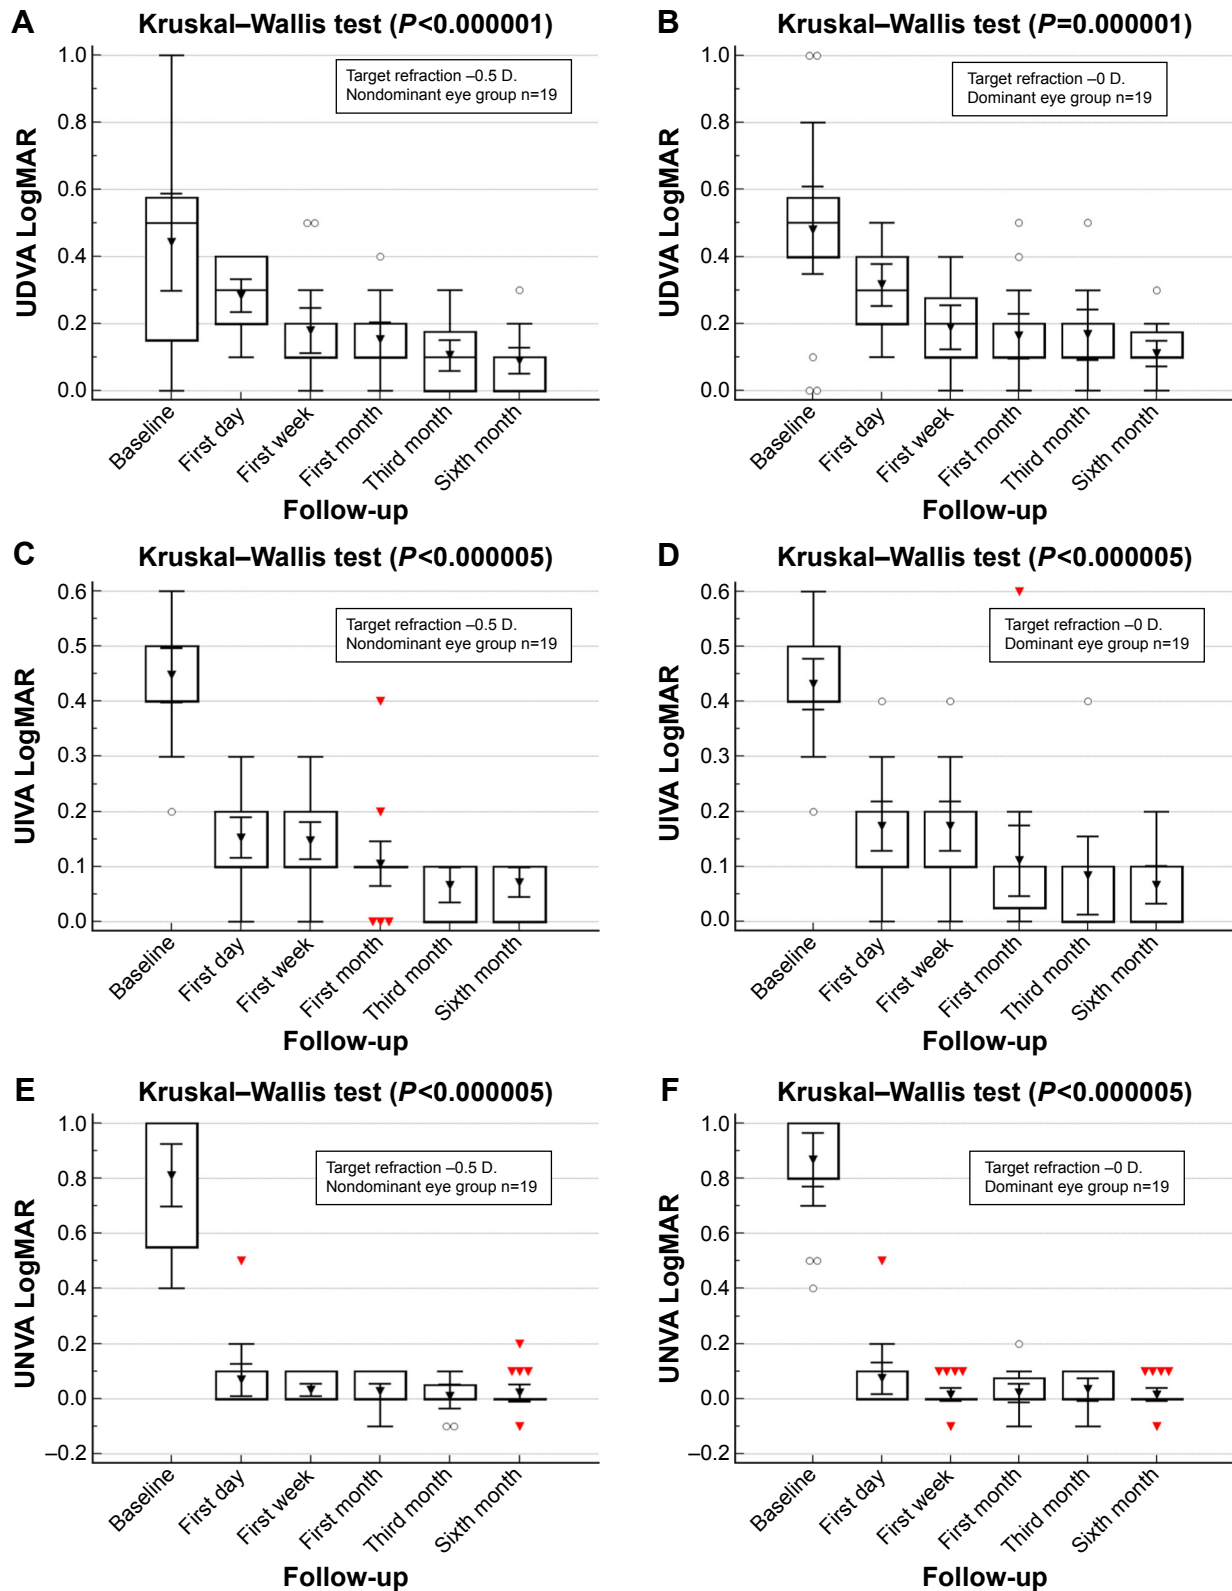 A
Kruskal–Wallis test (P<0.000001)
Target refraction –0.5 D.
Nondominant eye group n=19
UDVA LogMAR
1.0
0.8
0.6
0.4
0.2
0.0
Baseline
First day
First week
First month
Third month
Sixth month
Follow-up
B
Kruskal–Wallis test (P=0.000001)
Target refraction –0 D.
Dominant eye group n=19
UDVA LogMAR
1.0
0.8
0.6
0.4
0.2
0.0
Baseline
First day
First week
First month
Third month
Sixth month
Follow-up
C
Kruskal–Wallis test (P<0.000005)
Target refraction –0.5 D.
Nondominant eye group n=19
UIVA LogMAR
0.6
0.5
0.4
0.3
0.2
0.1
0.0
Baseline
First day
First week
First month
Third month
Sixth month
Follow-up
D
Kruskal–Wallis test (P<0.000005)
Target refraction –0 D.
Dominant eye group n=19
UIVA LogMAR
0.6
0.5
0.4
0.3
0.2
0.1
0.0
Baseline
First day
First week
First month
Third month
Sixth month
Follow-up
E
Kruskal–Wallis test (P<0.000005)
Target refraction –0.5 D.
Nondominant eye group n=19
UNVA LogMAR
1.0
0.8
0.6
0.4
0.2
0.0
–0.2
Baseline
First day
First week
First month
Third month
Sixth month
Follow-up
F
Kruskal–Wallis test (P<0.000005)
Target refraction –0 D.
Dominant eye group n=19
UNVA LogMAR
1.0
0.8
0.6
0.4
0.2
0.0
–0.2
Baseline
First day
First week
First month
Third month
Sixth month
Follow-up